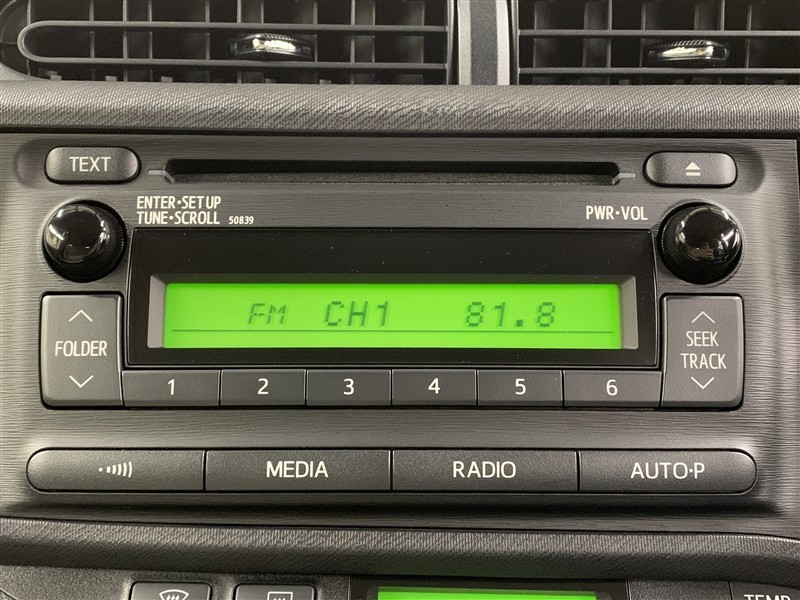 TEXT
ENTER•SETUP
TUNE•SCROLL 50839
PWR•VOL
FM CH1 81.8
FOLDER
SEEK
TRACK
1 2 3 4 5 6
MEDIA RADIO AUTO•P
TEMP